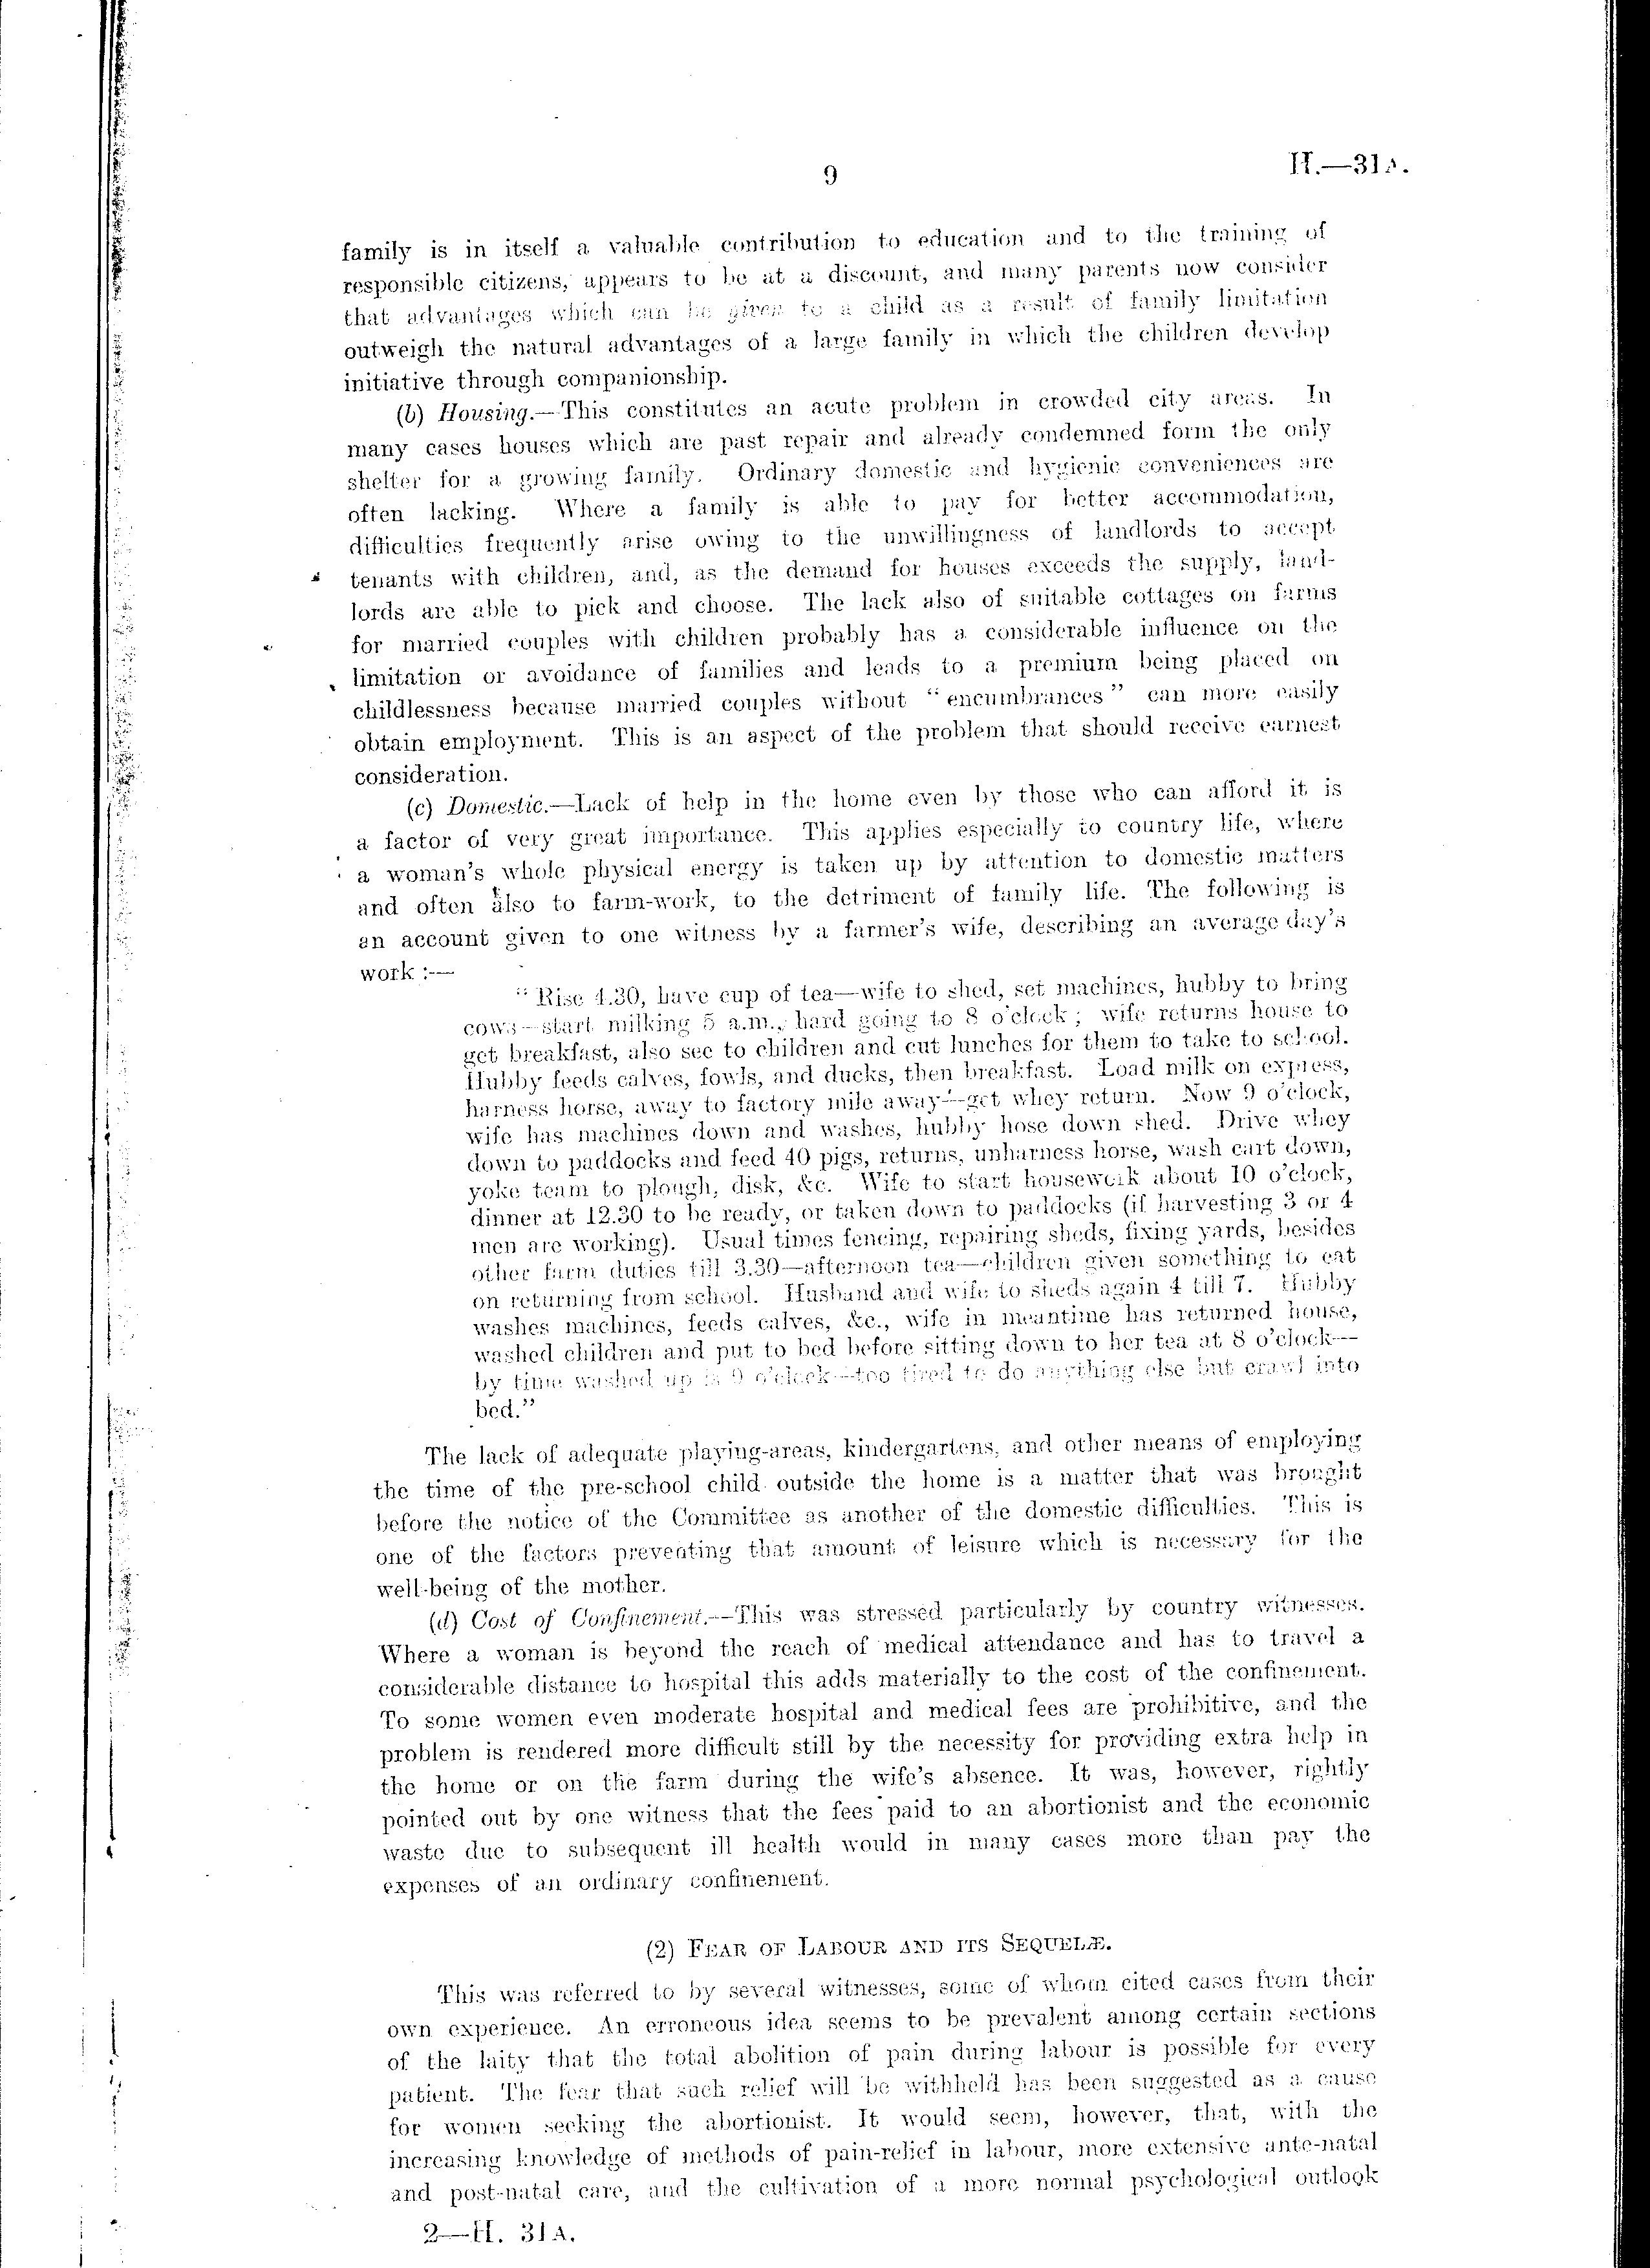 9
H.—31A.
family is in itself a valuable contribution to education and to the training of
responsible citizens, appears to be at a discount, and many parents now consider
that advantages which can be given to a child as a result of family limitation
outweigh the natural advantages of a large family in which the children develop
initiative through companionship.
(b) Housing.—This constitutes an acute problem in crowded city areas. In
many cases houses which are past repair and already condemned form the only
shelter for a growing family. Ordinary domestic and hygienic conveniences are
often lacking. Where a family is able to pay for better accommodation,
difficulties frequently arise owing to the unwillingness of landlords to accept
tenants with children, and, as the demand for houses exceeds the supply, land-
lords are able to pick and choose. The lack also of suitable cottages on farms
for married couples with children probably has a considerable influence on the
limitation or avoidance of families and leads to a premium being placed on
childlessness because married couples without "encumbrances" can more easily
obtain employment. This is an aspect of the problem that should receive earnest
consideration.
(c) Domestic.—Lack of help in the home even by those who can afford it is
a factor of very great importance. This applies especially to country life, where
a woman's whole physical energy is taken up by attention to domestic matters
and often also to farm-work, to the detriment of family life. The following is
an account given to one witness by a farmer's wife, describing an average day's
work :—
"Rise 4.30, have cup of tea—wife to shed, set machines, hubby to bring
cows—start milking 5 a.m., hard going to 8 o'clock; wife returns house to
get breakfast, also see to children and cut lunches for them to take to school.
Hubby feeds calves, fowls, and ducks, then breakfast. Load milk on express,
harness horse, away to factory mile away—get whey return. Now 9 o'clock,
wife has machines down and washes, hubby hose down shed. Drive whey
down to paddocks and feed 40 pigs, returns, unharness horse, wash cart down,
yoke team to plough, disk, &c. Wife to start housework about 10 o'clock,
dinner at 12.30 to be ready, or taken down to paddocks (if harvesting 3 or 4
men are working). Usual times fencing, repairing sheds, fixing yards, besides
other farm duties till 3.30—afternoon tea—children given something to eat
on returning from school. Husband and wife to sheds again 4 till 7. Hubby
washes machines, feeds calves, &c., wife in meantime has returned house,
washed children and put to bed before sitting down to her tea at 8 o'clock—
by time washed up is 9 o'clock—too tired to do anything else but crawl into
bed."
The lack of adequate playing-areas, kindergartens, and other means of employing
the time of the pre-school child outside the home is a matter that was brought
before the notice of the Committee as another of the domestic difficulties. This is
one of the factors preventing that amount of leisure which is necessary for the
well-being of the mother.
(d) Cost of Confinement.—This was stressed particularly by country witnesses.
Where a woman is beyond the reach of medical attendance and has to travel a
considerable distance to hospital this adds materially to the cost of the confinement.
To some women even moderate hospital and medical fees are prohibitive, and the
problem is rendered more difficult still by the necessity for providing extra help in
the home or on the farm during the wife's absence. It was, however, rightly
pointed out by one witness that the fees paid to an abortionist and the economic
waste due to subsequent ill health would in many cases more than pay the
expenses of an ordinary confinement.
(2) FEAR OF LABOUR AND ITS SEQUELÆ.
This was referred to by several witnesses, some of whom cited cases from their
own experience. An erroneous idea seems to be prevalent among certain sections
of the laity that the total abolition of pain during labour is possible for every
patient. The fear that such relief will be withheld has been suggested as a cause
for women seeking the abortionist. It would seem, however, that, with the
increasing knowledge of methods of pain-relief in labour, more extensive ante-natal
and post-natal care, and the cultivation of a more normal psychological outlook
2—H. 31A.